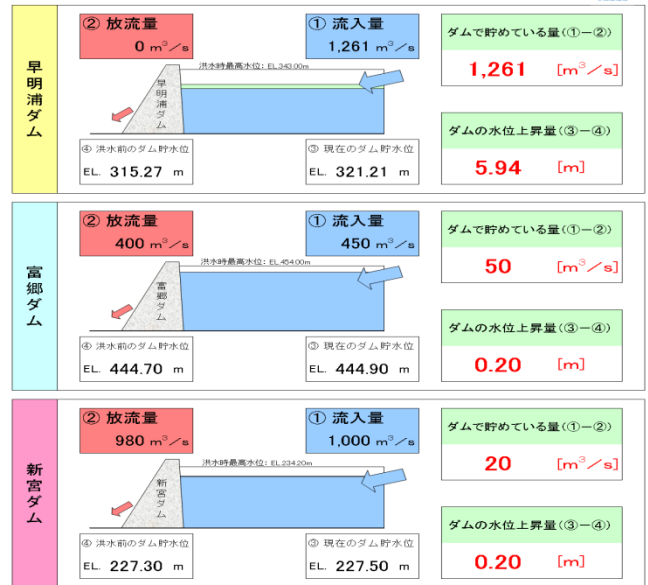 早明浦ダム
② 放流量
0 m³/s
① 流入量
1,261 m³/s
洪水時最高水位: EL.343.00m
早明浦ダム
④ 洪水前のダム貯水位
EL. 315.27 m
③ 現在のダム貯水位
EL. 321.21 m
ダムで貯めている量(①−②)
1,261 [m³/s]
ダムの水位上昇量(③−④)
5.94 [m]
富郷ダム
② 放流量
400 m³/s
① 流入量
450 m³/s
洪水時最高水位: EL.454.00m
富郷ダム
④ 洪水前のダム貯水位
EL. 444.70 m
③ 現在のダム貯水位
EL. 444.90 m
ダムで貯めている量(①−②)
50 [m³/s]
ダムの水位上昇量(③−④)
0.20 [m]
新宮ダム
② 放流量
980 m³/s
① 流入量
1,000 m³/s
洪水時最高水位: EL.234.20m
新宮ダム
④ 洪水前のダム貯水位
EL. 227.30 m
③ 現在のダム貯水位
EL. 227.50 m
ダムで貯めている量(①−②)
20 [m³/s]
ダムの水位上昇量(③−④)
0.20 [m]